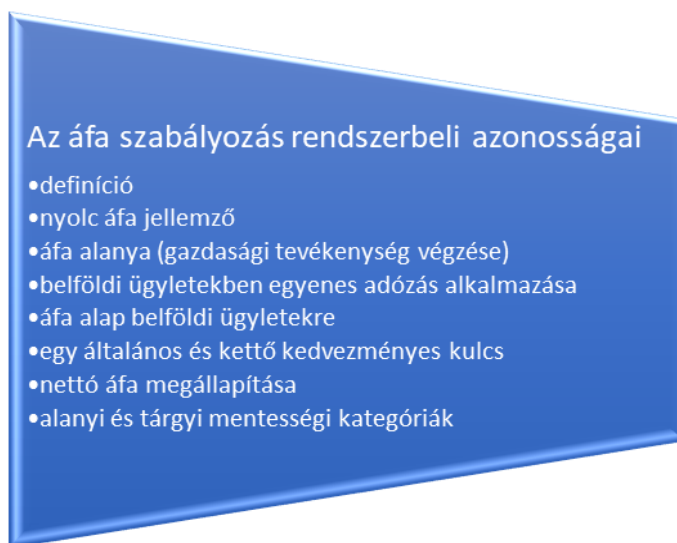 Az áfa szabályozás rendszerbeli azonosságai
•definíció
•nyolc áfa jellemző
•áfa alanya (gazdasági tevékenység végzése)
•belföldi ügyletekben egyenes adózás alkalmazása
•áfa alap belföldi ügyletekre
•egy általános és kettő kedvezményes kulcs
•nettó áfa megállapítása
•alanyi és tárgyi mentességi kategóriák